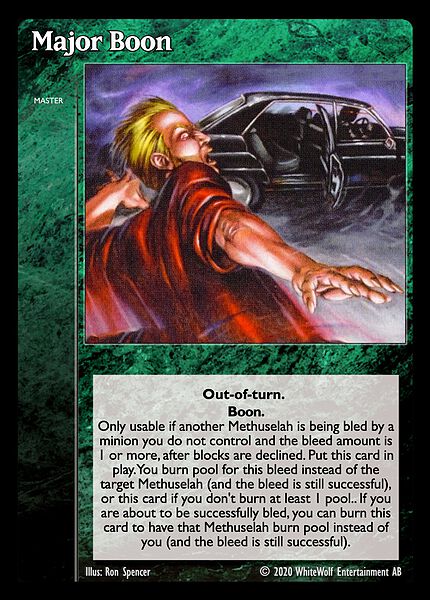 Major Boon
MASTER
Out-of-turn.
Boon.
Only usable if another Methuselah is being bled by a
minion you do not control and the bleed amount is
1 or more, after blocks are declined. Put this card in
play. You burn pool for this bleed instead of the
target Methuselah (and the bleed is still successful),
or this card if you don't burn at least 1 pool.. If you
are about to be successfully bled, you can burn this
card to have that Methuselah burn pool instead of
you (and the bleed is still successful).
Illus: Ron Spencer
© 2020 WhiteWolf Entertainment AB